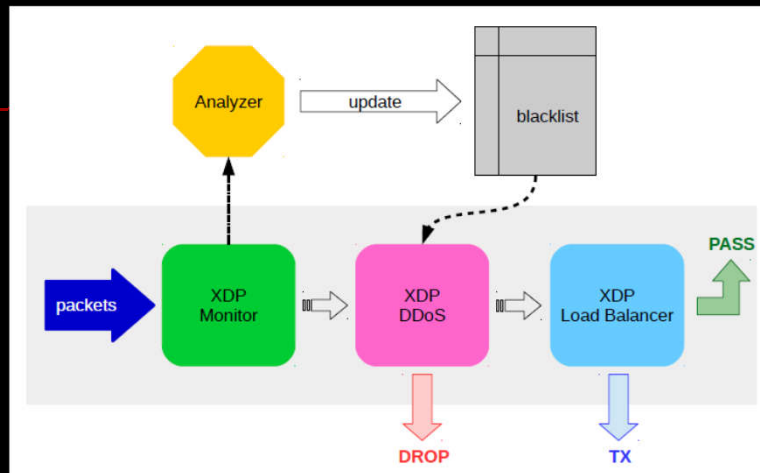 Analyzer
update
blacklist
PASS
packets
XDP
Monitor
XDP
DDoS
XDP
Load Balancer
DROP
TX